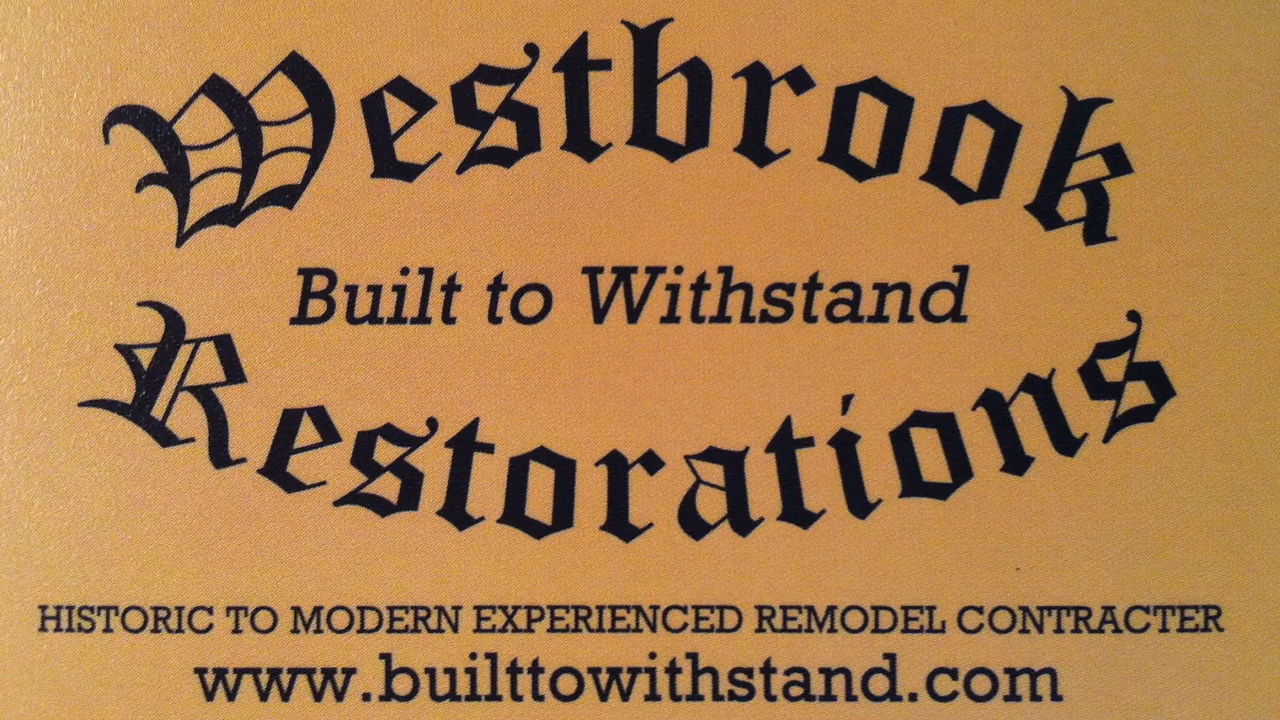 Westbrook
Built to Withstand
Restorations
HISTORIC TO MODERN EXPERIENCED REMODEL CONTRACTER
www.builttowithstand.com